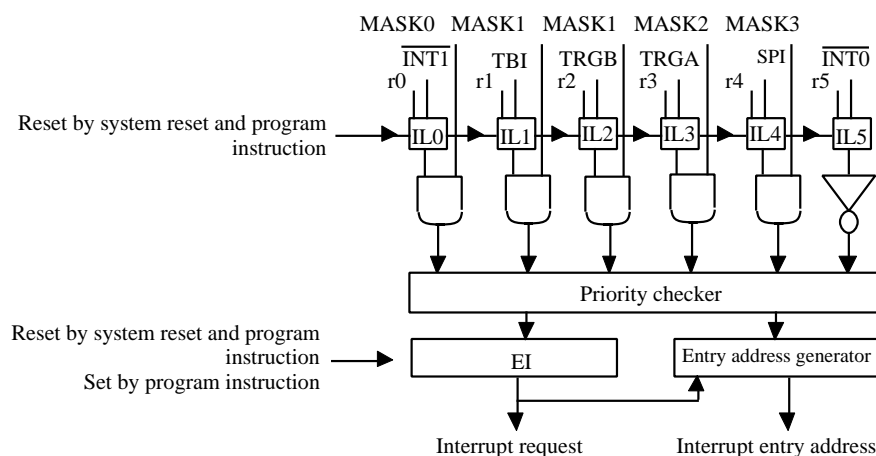 MASK0 MASK1 MASK1 MASK2 MASK3
INT1 TBI TRGB TRGA SPI INT0
r0 r1 r2 r3 r4 r5
Reset by system reset and program
instruction
IL0 IL1 IL2 IL3 IL4 IL5
Priority checker
Reset by system reset and program
instruction
Set by program instruction
EI
Entry address generator
Interrupt request
Interrupt entry address